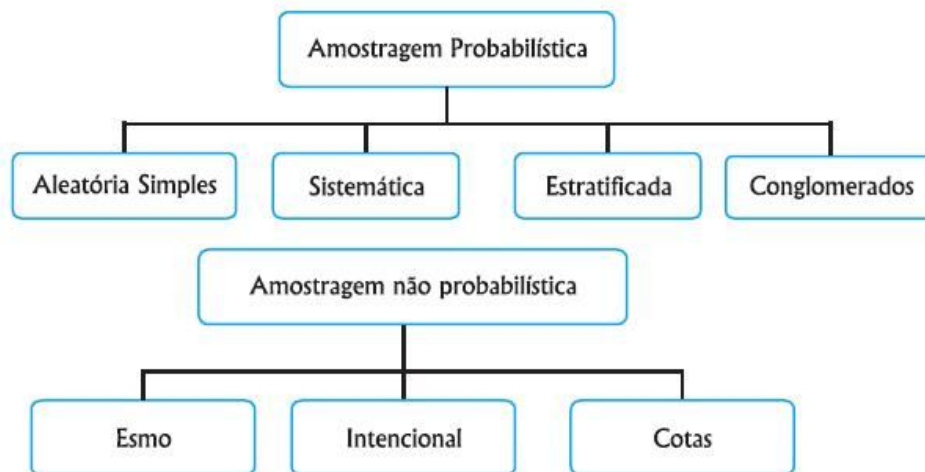 Amostragem Probabilística
Aleatória Simples
Sistemática
Estratificada
Conglomerados
Amostragem não probabilística
Esmo
Intencional
Cotas